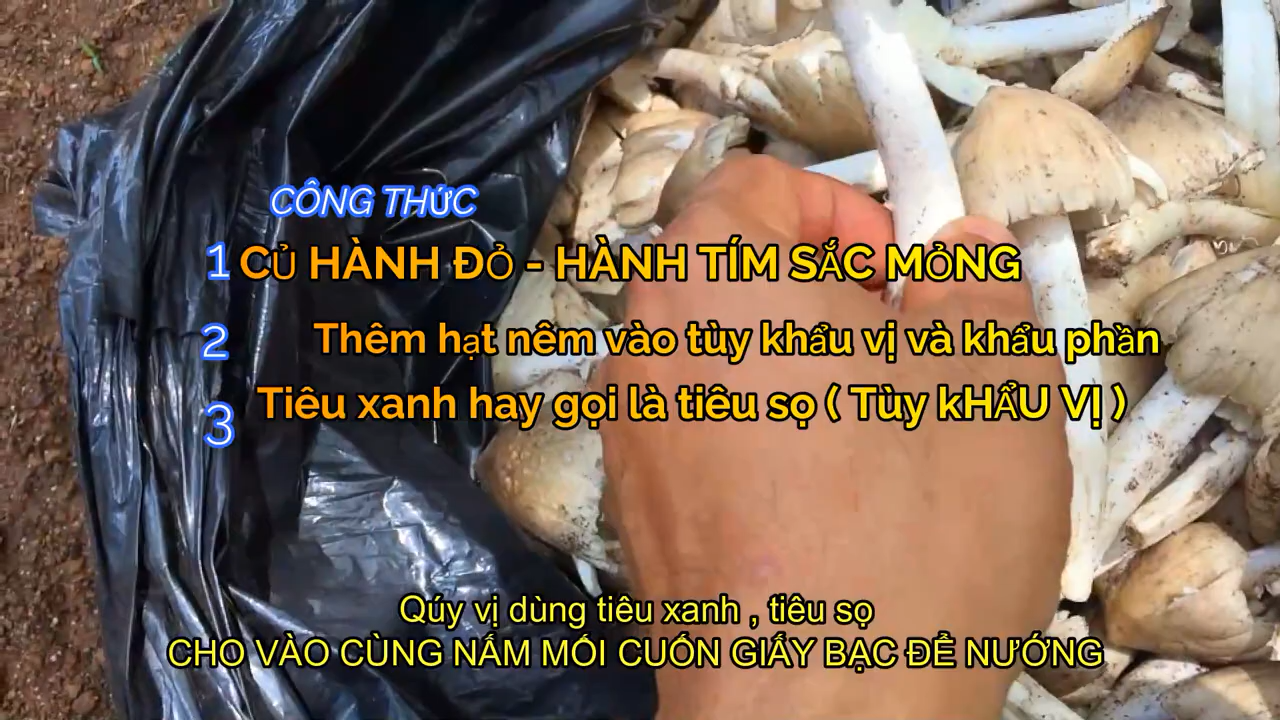 CÔNG THỨC
1 CỦ HÀNH ĐỎ - HÀNH TÍM SẮC MỎNG
2 Thêm hạt nêm vào tùy khẩu vị và khẩu phần
3 Tiêu xanh hay gọi là tiêu sọ ( Tùy kHẨU VỊ )
Qúy vị dùng tiêu xanh , tiêu sọ
CHO VÀO CÙNG NẤM MỐI CUỐN GIẤY BẠC ĐỂ NƯỚNG